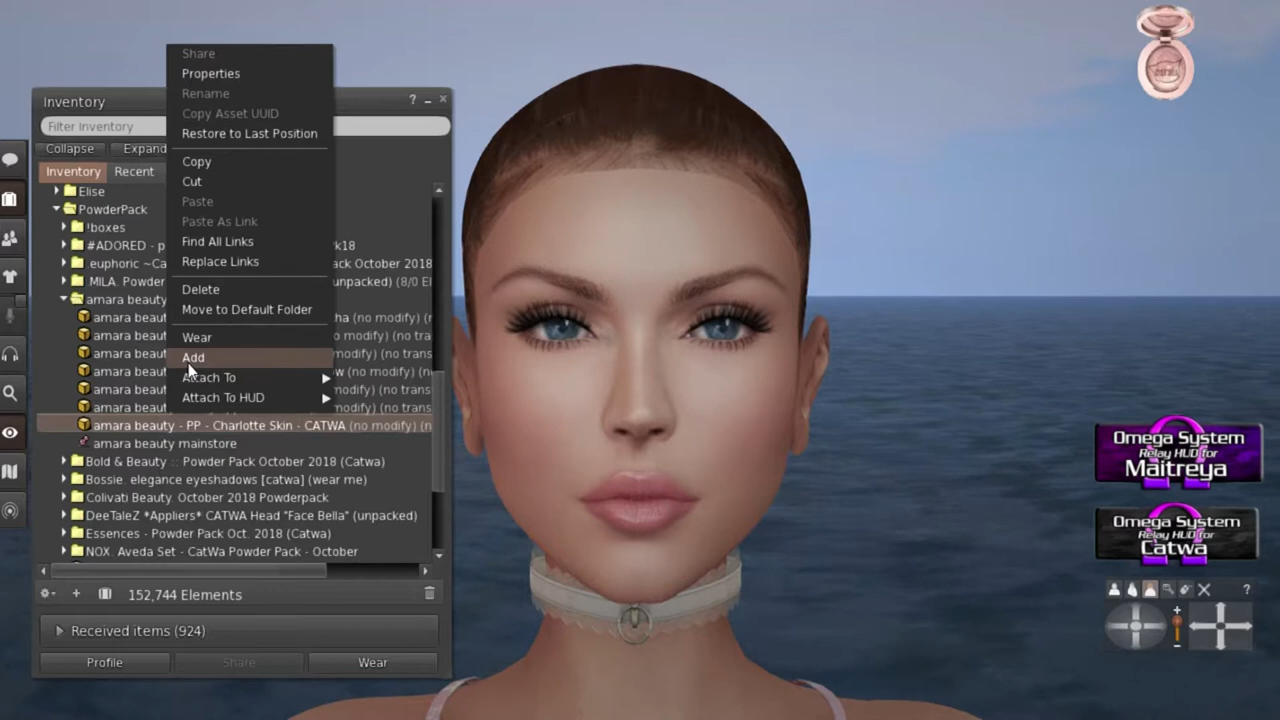 Share
Properties
Rename
Copy Asset UUID
Restore to Last Position
Copy
Cut
Paste
Paste As Link
Find All Links
Replace Links
Delete
Move to Default Folder
Wear
Add
Attach To
Attach To HUD
Inventory
?
Filter Inventory
Collapse
Expand
Inventory
Recent
Elise
PowderPack
!boxes
#ADORED - p
k18
.euphoric ~Ca
ack October 2018
.MILA. Powder
unpacked) (8/0 El
amara beauty
amara beaut
ha (no modify) (no
amara beaut
o modify) (no trans
amara beaut
modify) (no trans
amara beaut
w (no modify) (no
amara beaut
modify) (no trans
amara beaut
modify) (no trans
amara beauty - PP - Charlotte Skin - CATWA (no modify) (n
amara beauty mainstore
Bold & Beauty :: Powder Pack October 2018 (Catwa)
Bossie. elegance eyeshadows [catwa] (wear me)
Colivati Beauty. October 2018 Powderpack
DeeTaleZ *Appliers* CATWA Head "Face Bella" (unpacked)
Essences - Powder Pack Oct. 2018 (Catwa)
NOX. Aveda Set - CatWa Powder Pack - October
152,744 Elements
Received items (924)
Profile
Share
Wear
Omega System
Relay HUD for
Maitreya
Omega System
Relay HUD for
Catwa
?